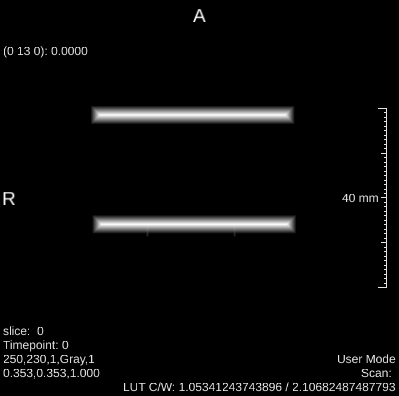 A
(0 13 0): 0.0000
40 mm
R
slice:  0
Timepoint: 0
250,230,1,Gray,1
User Mode
0.353,0.353,1.000
Scan:
LUT C/W: 1.05341243743896 / 2.10682487487793